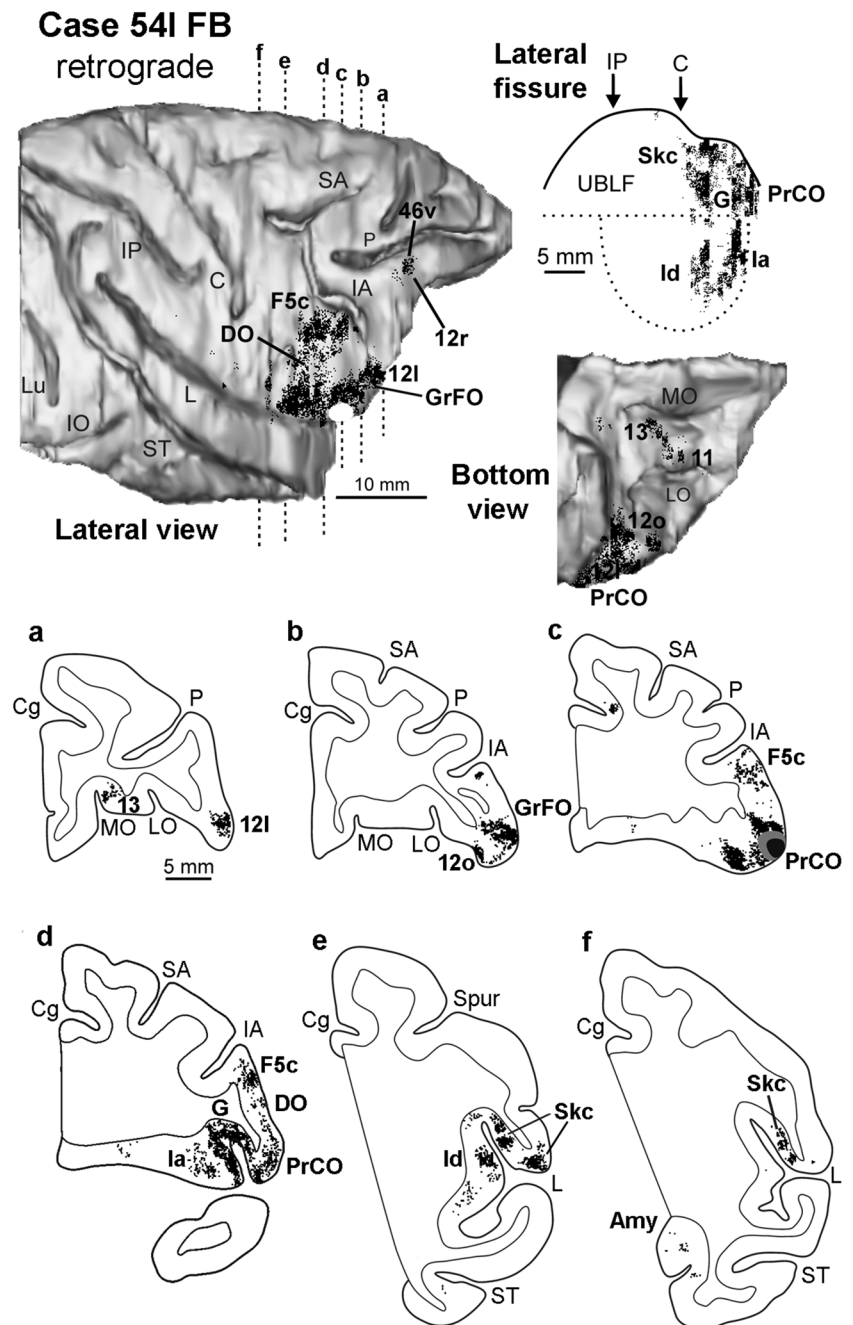 Case 54I FB
retrograde
f
e
d
c
b
a
SA
46v
P
IP
C
IA
F5c
DO
12r
12l
GrFO
Lu
L
IO
ST
10 mm
Lateral view
Lateral
fissure
IP
C
Skc
UBLF
G
PrCO
Id
Ia
5 mm
MO
13
11
LO
12o
12l
PrCO
Bottom
view
a
Cg
P
13
MO
LO
12l
5 mm
b
SA
Cg
P
IA
GrFO
MO
LO
12o
c
SA
P
IA
F5c
PrCO
d
SA
Cg
IA
F5c
G
DO
Ia
PrCO
e
Spur
Cg
Skc
Id
L
ST
f
Cg
Skc
L
Amy
ST